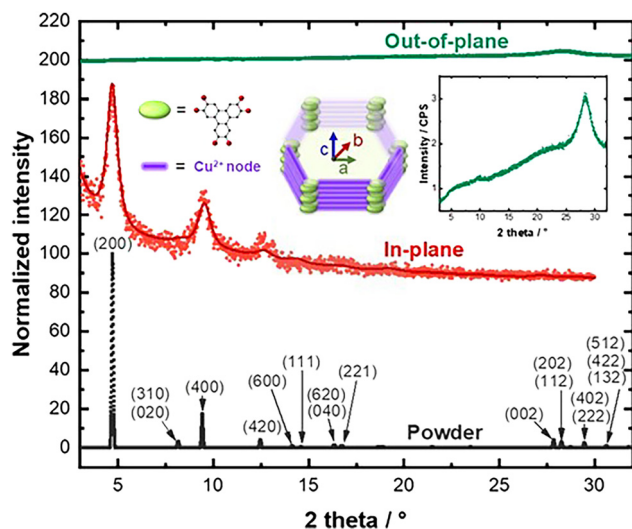 220
200
180
160
140
120
100
80
60
40
20
0
Normalized intensity
Out-of-plane
= Cu²⁺ node
=
c
b
a
Intensity / CPS
3
2
1
5 10 15 20 25 30
2 theta / °
In-plane
(200)
(310)
(020)
(400)
(420)
(600)
(111)
(620)
(040)
(221)
(002)
(202)
(112)
(402)
(222)
(512)
(422)
(132)
Powder
5 10 15 20 25 30
2 theta / °